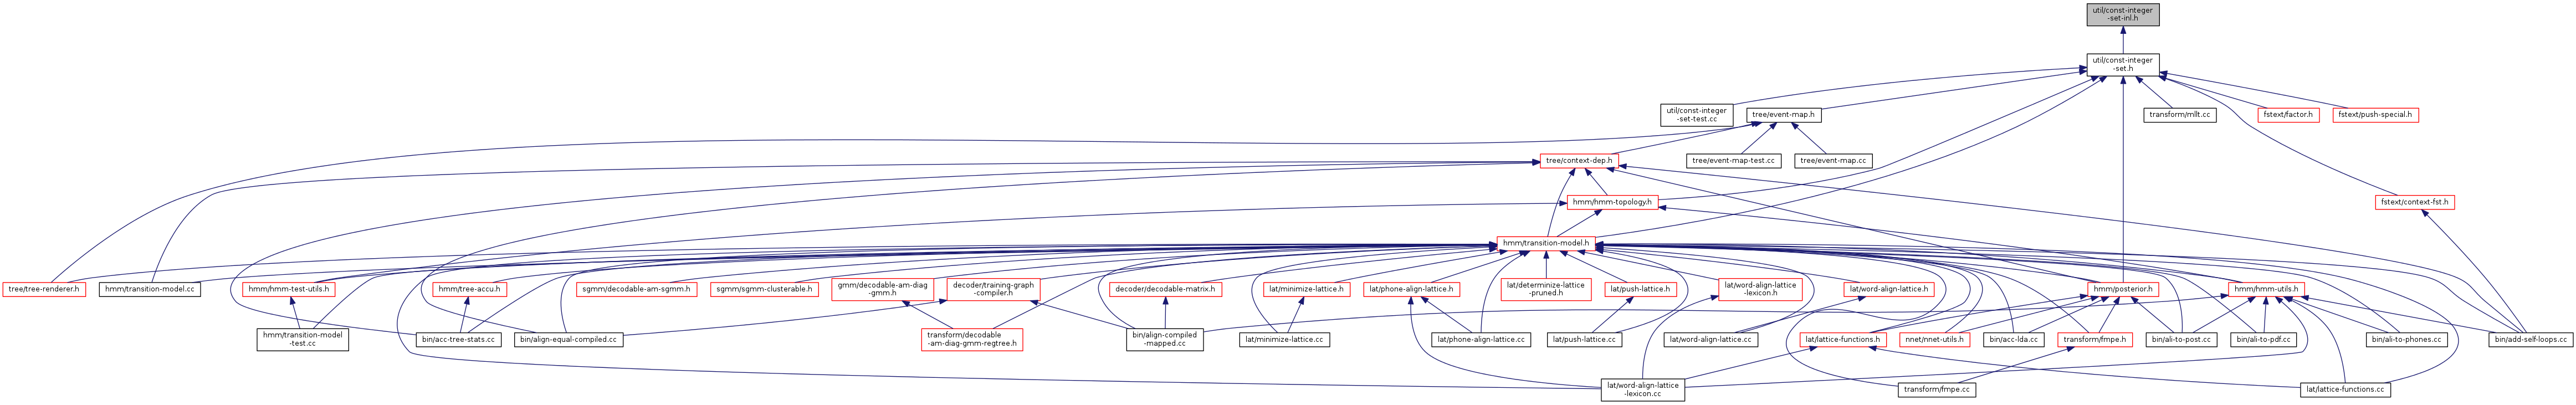 util/const-integer
-set-inl.h
util/const-integer
-set.h
util/const-integer
-set-test.cc
tree/event-map.h
transform/mllt.cc
fstext/factor.h
fstext/push-special.h
tree/context-dep.h
tree/event-map-test.cc
tree/event-map.cc
hmm/hmm-topology.h
fstext/context-fst.h
hmm/transition-model.h
tree/tree-renderer.h
hmm/transition-model.cc
hmm/hmm-test-utils.h
hmm/tree-accu.h
sgmm/decodable-am-sgmm.h
sgmm/sgmm-clusterable.h
gmm/decodable-am-diag
-gmm.h
decoder/training-graph
-compiler.h
decoder/decodable-matrix.h
lat/minimize-lattice.h
lat/phone-align-lattice.h
lat/determinize-lattice
-pruned.h
lat/push-lattice.h
lat/word-align-lattice
-lexicon.h
lat/word-align-lattice.h
hmm/posterior.h
hmm/hmm-utils.h
hmm/transition-model
-test.cc
bin/acc-tree-stats.cc
bin/align-equal-compiled.cc
transform/decodable
-am-diag-gmm-regtree.h
bin/align-compiled
-mapped.cc
lat/minimize-lattice.cc
lat/phone-align-lattice.cc
lat/push-lattice.cc
lat/word-align-lattice.cc
lat/lattice-functions.h
nnet/nnet-utils.h
bin/acc-lda.cc
transform/fmpe.h
bin/ali-to-post.cc
bin/ali-to-pdf.cc
bin/ali-to-phones.cc
bin/add-self-loops.cc
lat/word-align-lattice
-lexicon.cc
transform/fmpe.cc
lat/lattice-functions.cc